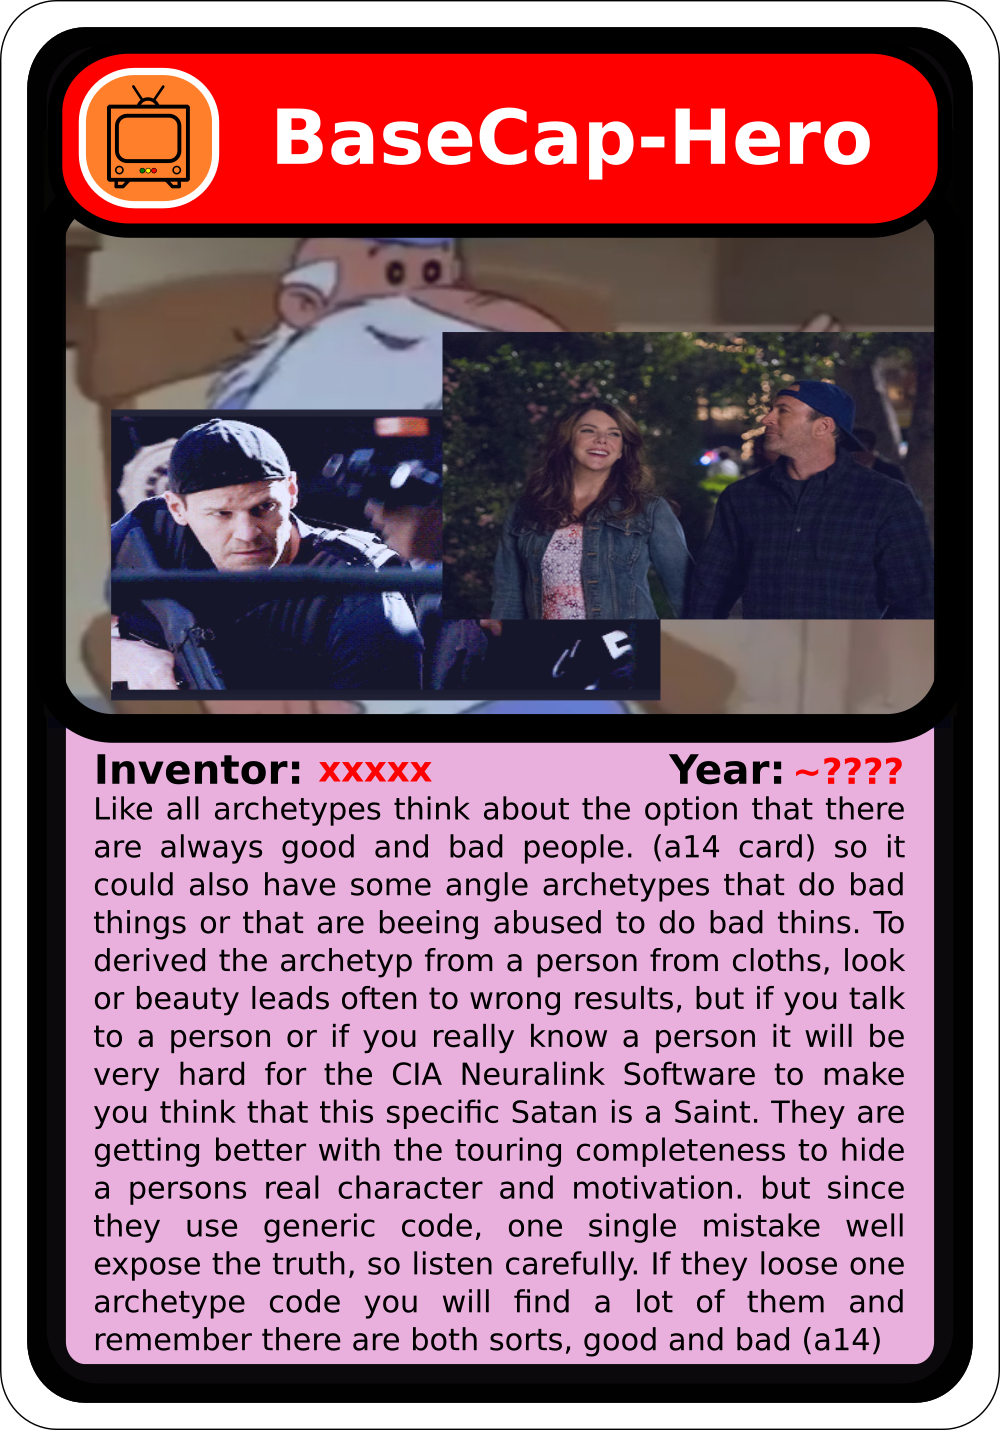 BaseCap-Hero
Inventor: xxxxx Year: ~????
Like all archetypes think about the option that there
are always good and bad people. (a14 card) so it
could also have some angle archetypes that do bad
things or that are beeing abused to do bad thins. To
derived the archetyp from a person from cloths, look
or beauty leads often to wrong results, but if you talk
to a person or if you really know a person it will be
very hard for the CIA Neuralink Software to make
you think that this specific Satan is a Saint. They are
getting better with the touring completeness to hide
a persons real character and motivation. but since
they use generic code, one single mistake well
expose the truth, so listen carefully. If they loose one
archetype code you will find a lot of them and
remember there are both sorts, good and bad (a14)